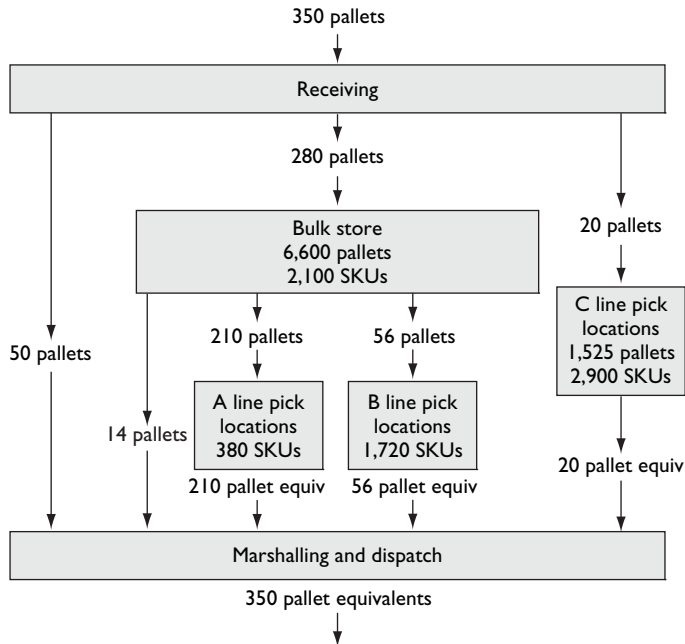 350 pallets
Receiving
280 pallets
Bulk store
6,600 pallets
2,100 SKUs
20 pallets
50 pallets
14 pallets
210 pallets
56 pallets
C line pick
locations
1,525 pallets
2,900 SKUs
A line pick
locations
380 SKUs
B line pick
locations
1,720 SKUs
210 pallet equiv
56 pallet equiv
20 pallet equiv
Marshalling and dispatch
350 pallet equivalents